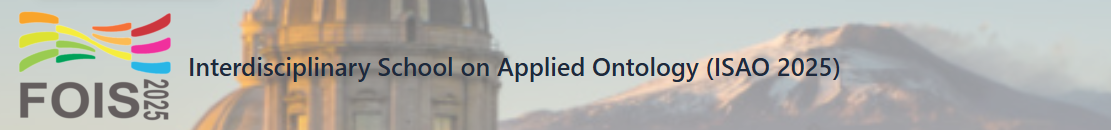 FOIS 2025
Interdisciplinary School on Applied Ontology (ISAO 2025)